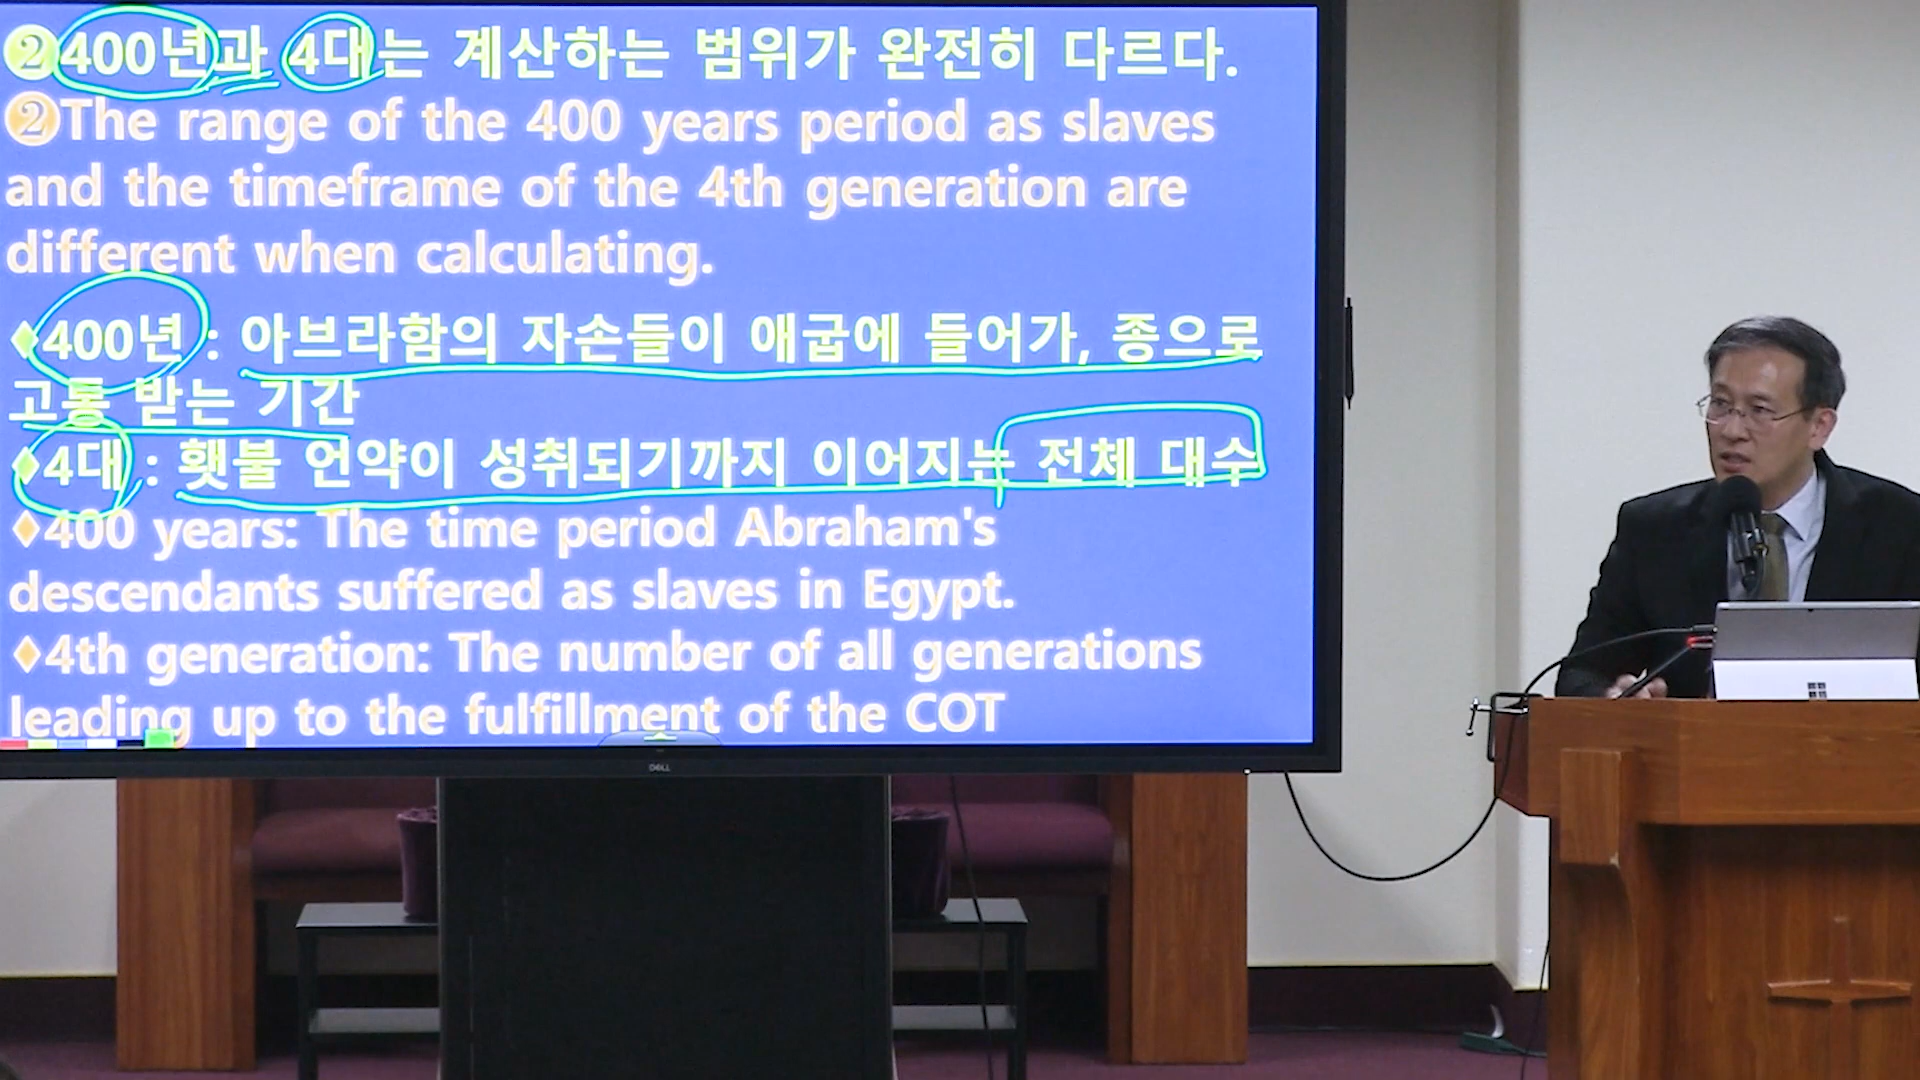 ❷400년과 4대는 계산하는 범위가 완전히 다르다.
❷The range of the 400 years period as slaves
and the timeframe of the 4th generation are
different when calculating.
♦400년 : 아브라함의 자손들이 애굽에 들어가, 종으로
고통 받는 기간
♦4대 : 횃불 언약이 성취되기까지 이어지는 전체 대수
♦400 years: The time period Abraham's
descendants suffered as slaves in Egypt.
♦4th generation: The number of all generations
leading up to the fulfillment of the COT
DELL